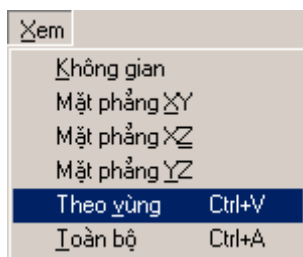 Xem
Không gian
Mặt phẳng XY
Mặt phẳng XZ
Mặt phẳng YZ
Theo vùng Ctrl+V
Toàn bộ Ctrl+A